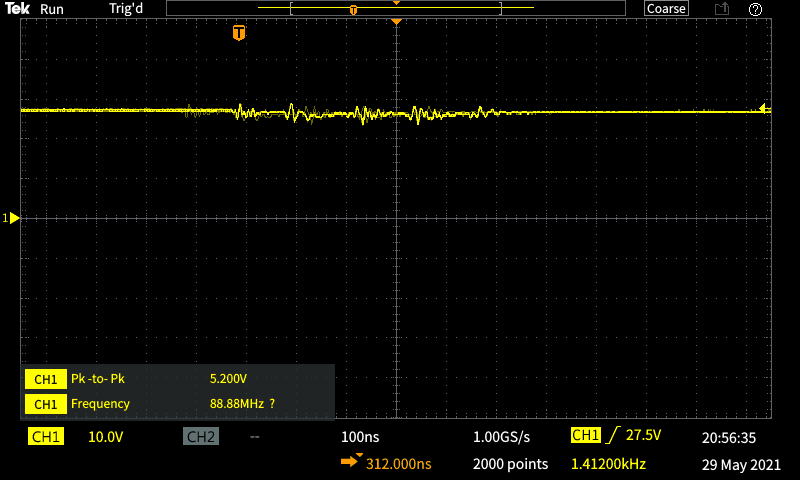 Tek Run Trig'd T Coarse ?
T
1
CH1 Pk -to- Pk 5.200V
CH1 Frequency 88.88MHz ?
CH1 10.0V CH2 -- 100ns 1.00GS/s CH1 27.5V 20:56:35
312.000ns 2000 points 1.41200kHz 29 May 2021